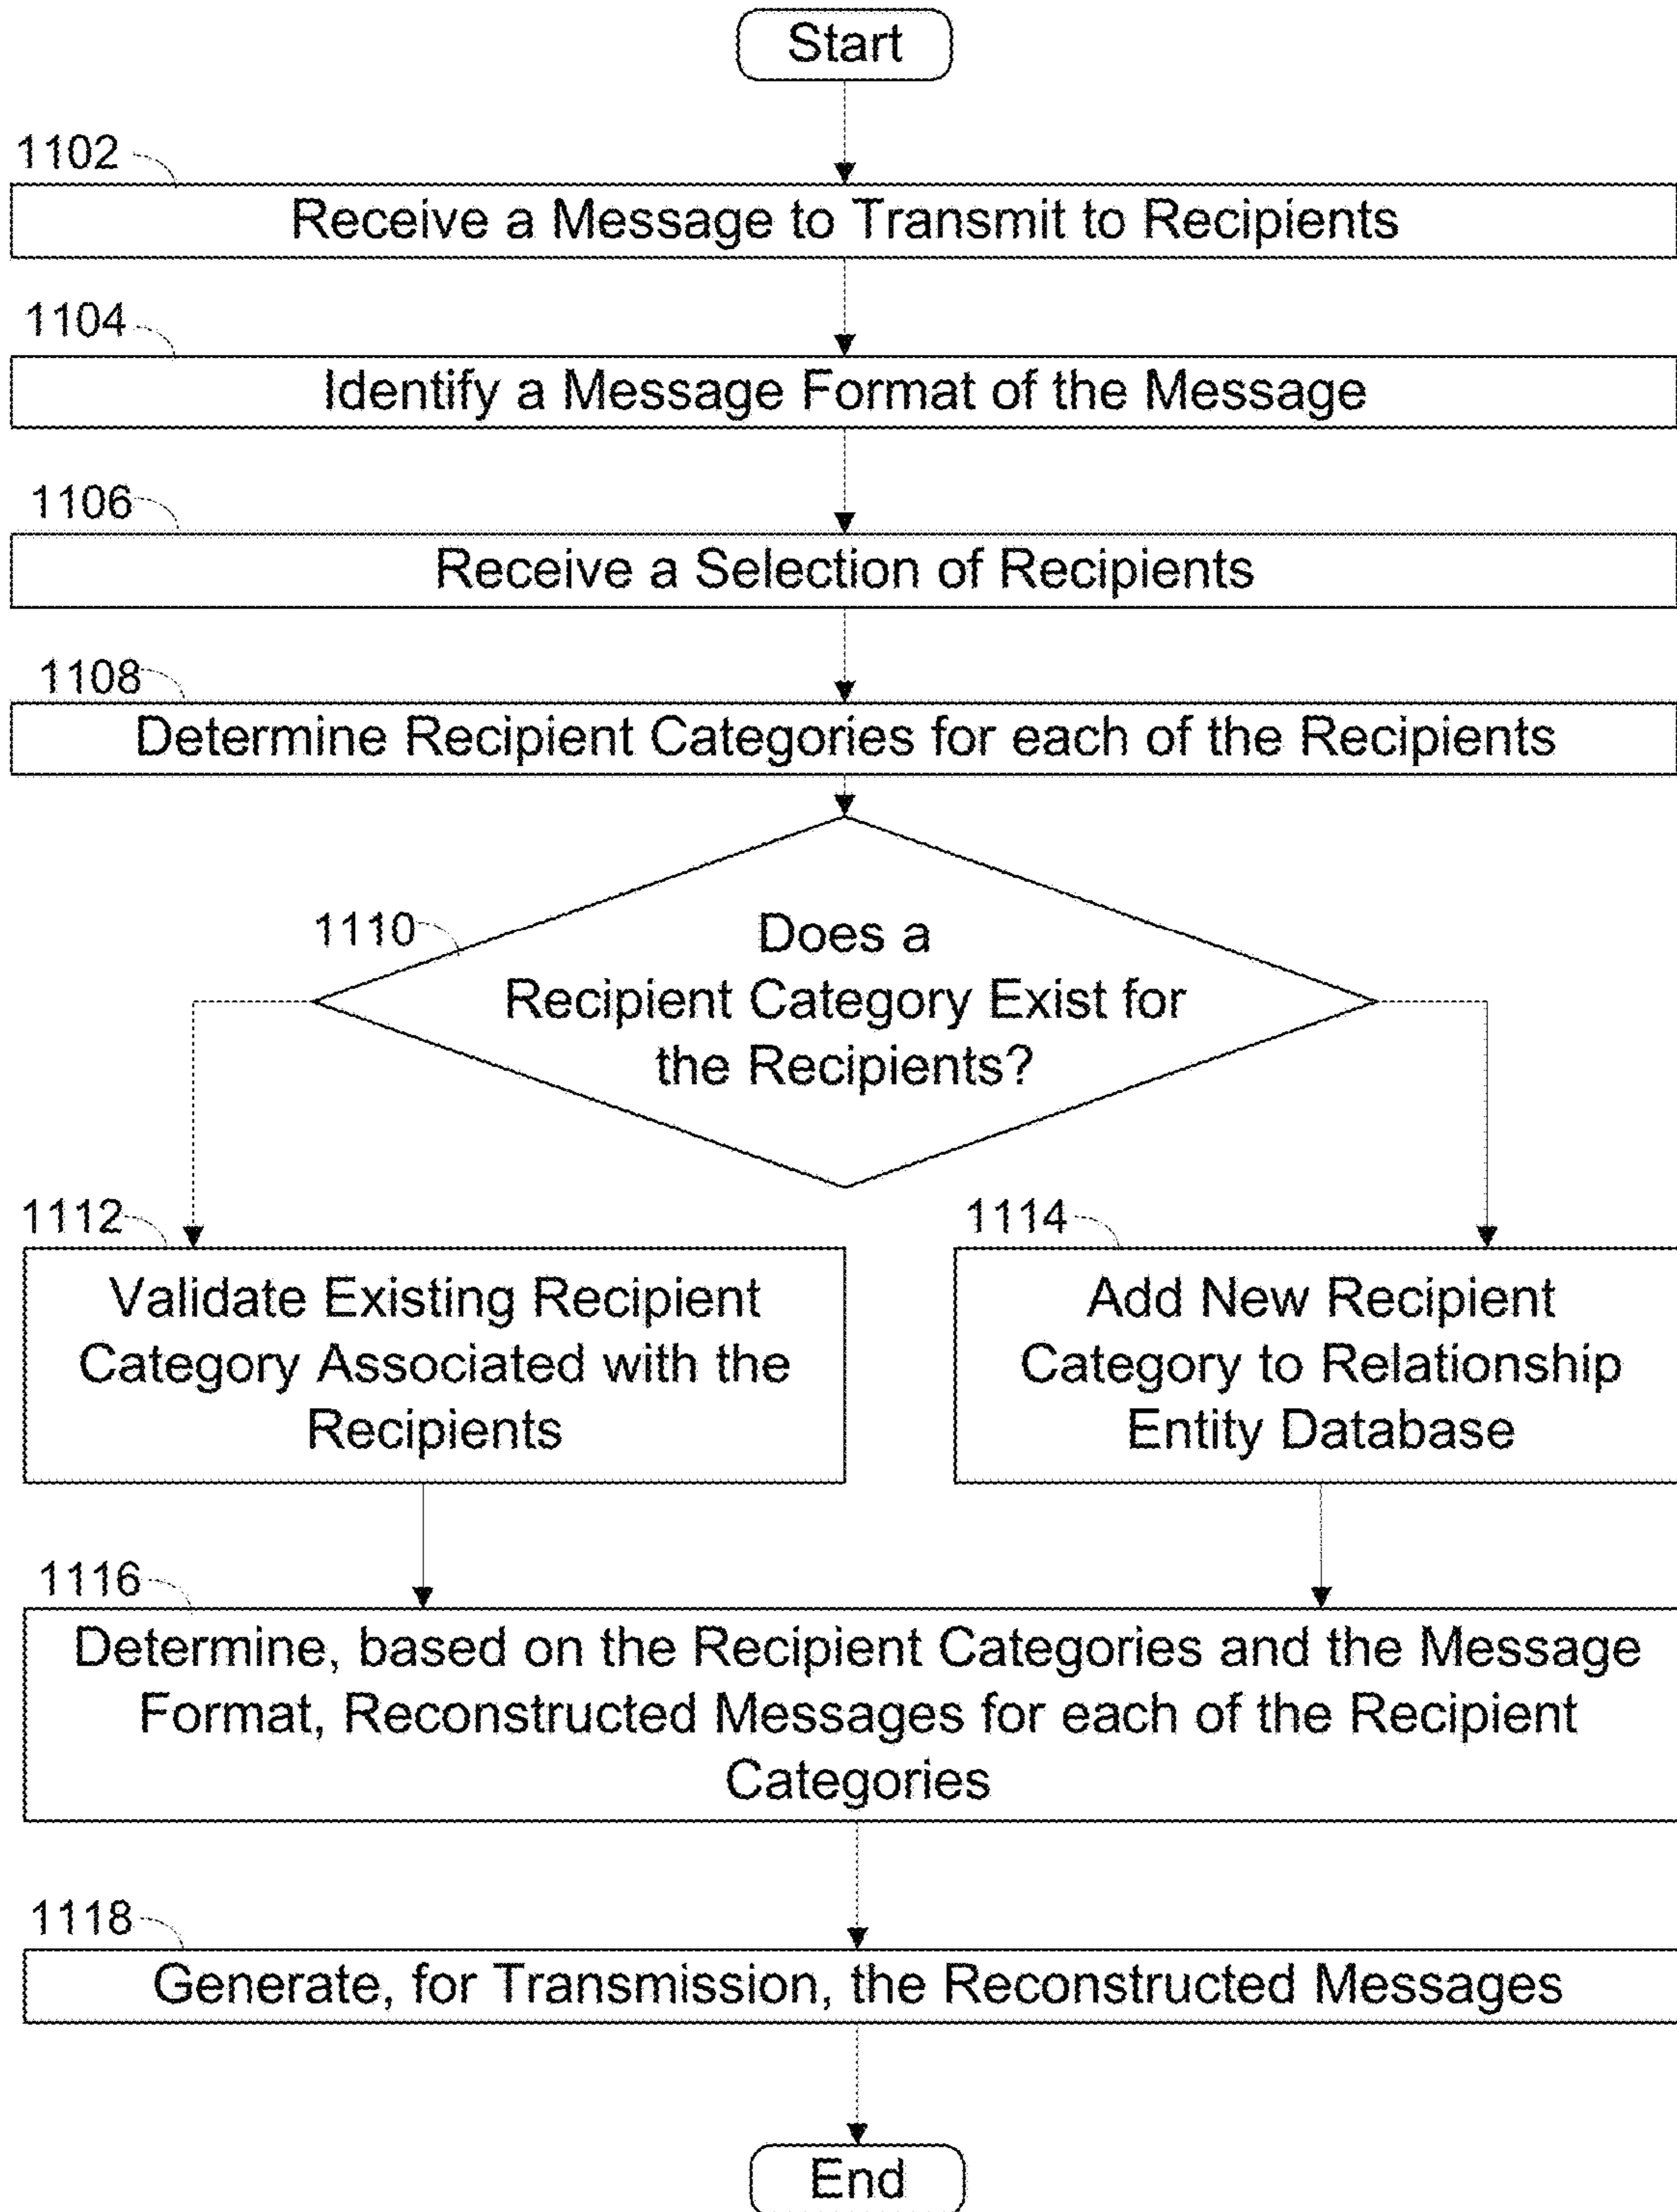 Start
1102
Receive a Message to Transmit to Recipients
1104
Identify a Message Format of the Message
1106
Receive a Selection of Recipients
1108
Determine Recipient Categories for each of the Recipients
1110
Does a
Recipient Category Exist for
the Recipients?
1112
Validate Existing Recipient
Category Associated with the
Recipients
1114
Add New Recipient
Category to Relationship
Entity Database
1116
Determine, based on the Recipient Categories and the Message
Format, Reconstructed Messages for each of the Recipient
Categories
1118
Generate, for Transmission, the Reconstructed Messages
End